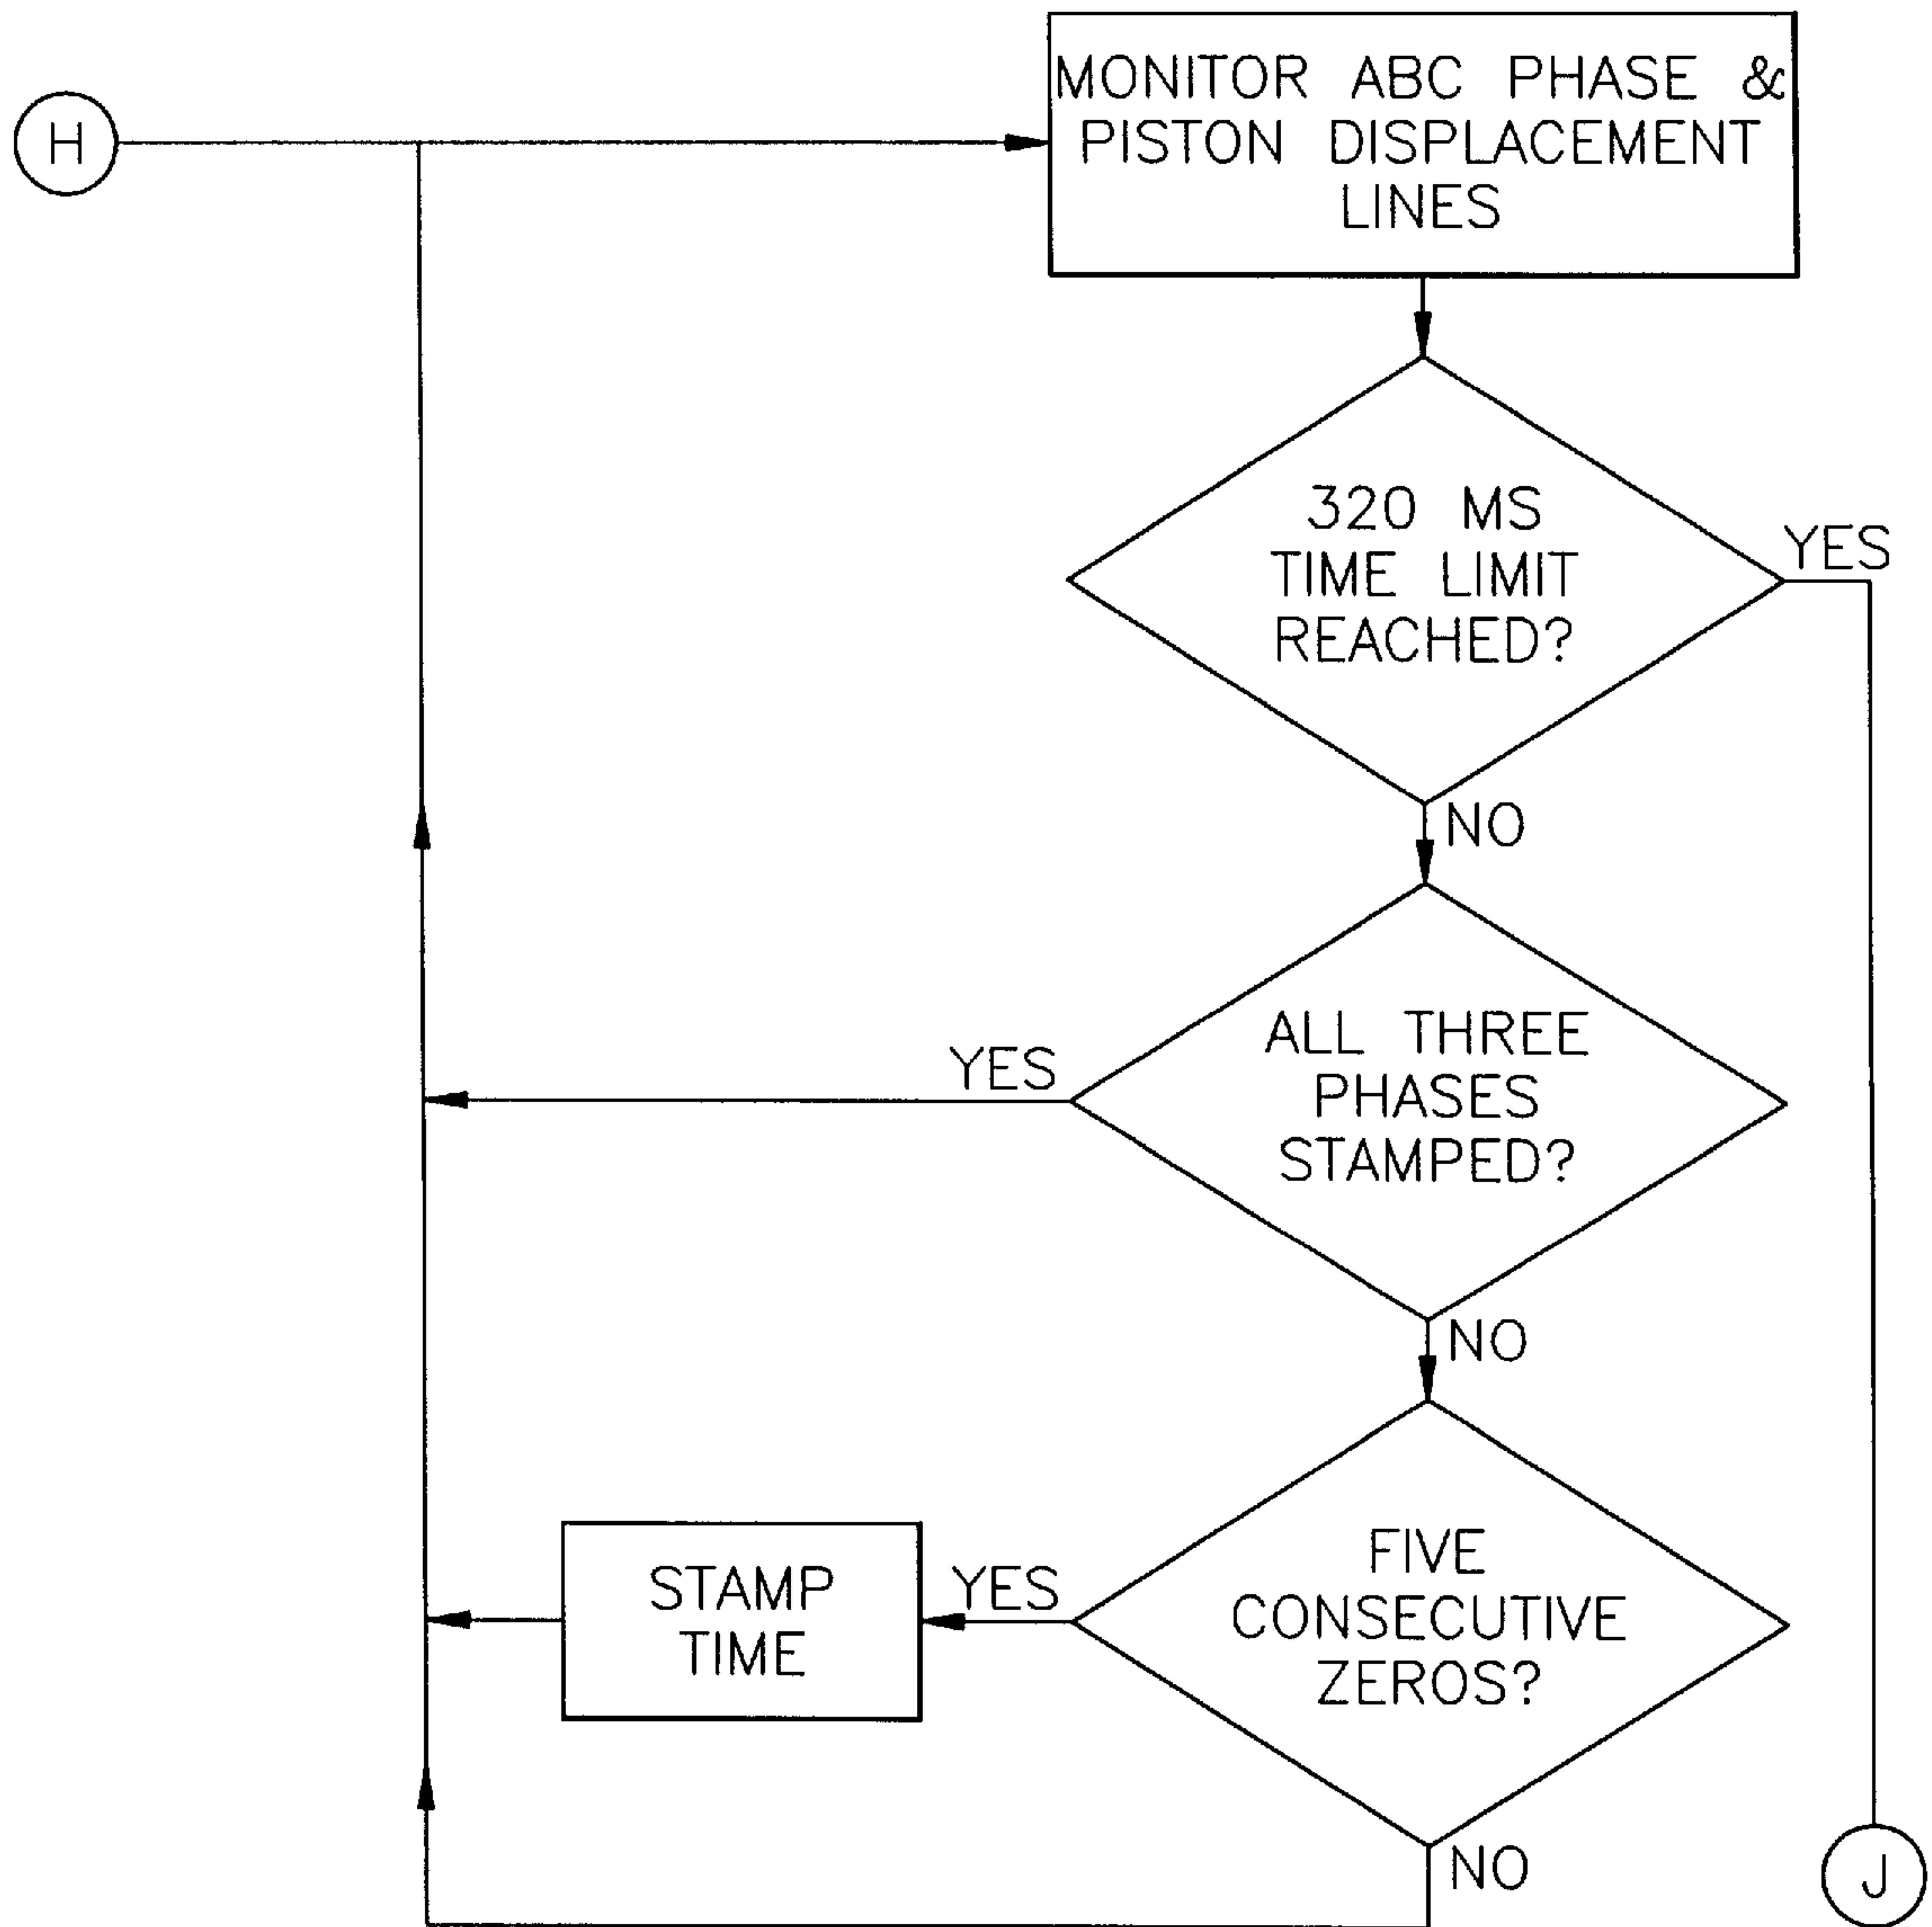 H
MONITOR ABC PHASE &
PISTON DISPLACEMENT
LINES
320 MS
TIME LIMIT
REACHED?
YES
NO
ALL THREE
PHASES
STAMPED?
YES
NO
FIVE
CONSECUTIVE
ZEROS?
YES
STAMP
TIME
NO
J